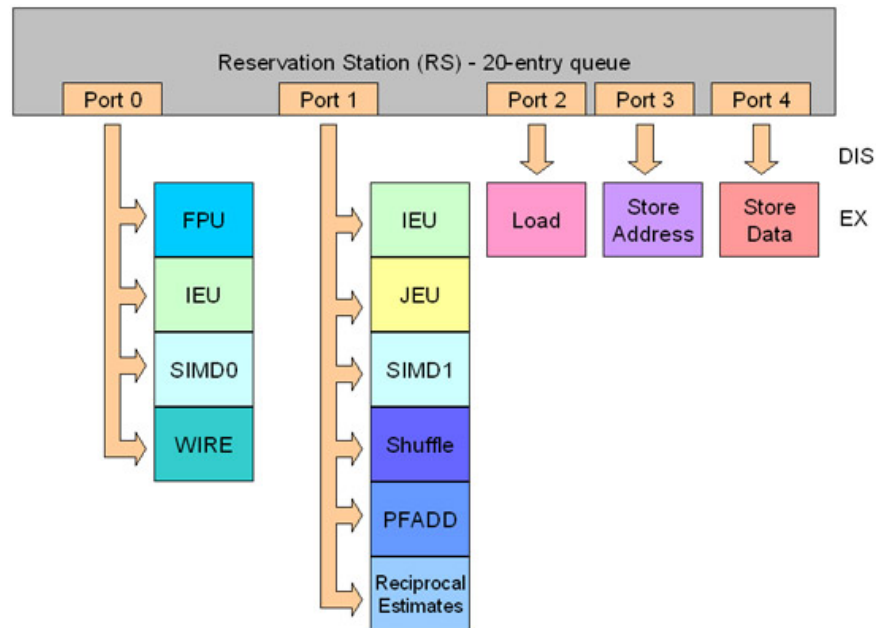 Reservation Station (RS) - 20-entry queue
Port 0
Port 1
Port 2
Port 3
Port 4
DIS
FPU
IEU
Load
Store
Address
Store
Data
EX
IEU
JEU
SIMD0
SIMD1
WIRE
Shuffle
PFADD
Reciprocal
Estimates